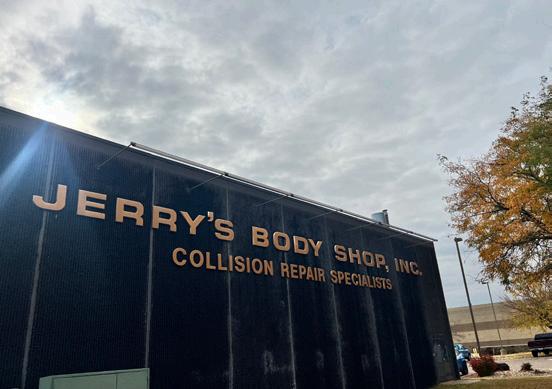 JERRY'S BODY SHOP, INC.
COLLISION REPAIR SPECIALISTS